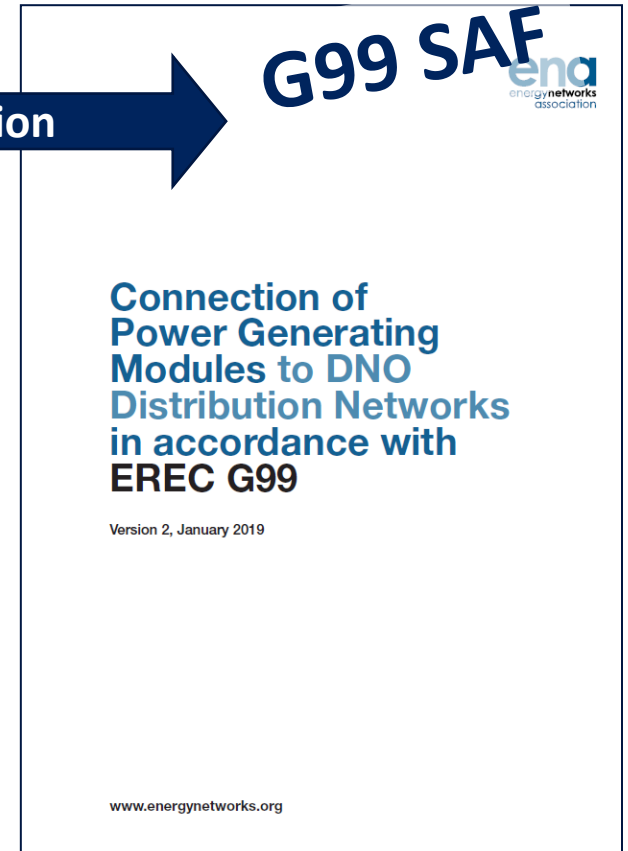 G99 SAF
ion
ena
energynetworks
association
Connection of
Power Generating
Modules to DNO
Distribution Networks
in accordance with
EREC G99
Version 2, January 2019
www.energynetworks.org